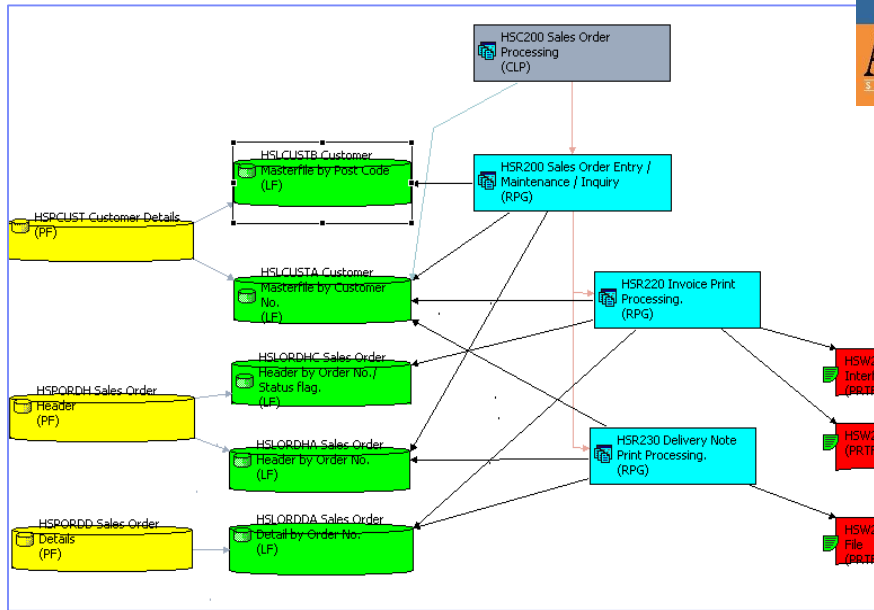 HSC200 Sales Order
Processing
(CLP)
HSLCUSTB Customer
Masterfile by Post Code
(LF)
HSR200 Sales Order Entry /
Maintenance / Inquiry
(RPG)
HSPCUST Customer Details
(PF)
HSLCUSTA Customer
Masterfile by Customer
No.
(LF)
HSR220 Invoice Print
Processing.
(RPG)
HSLORDHC Sales Order
Header by Order No./
Status flag.
(LF)
HSPORDH Sales Order
Header
(PF)
HSLORDHA Sales Order
Header by Order No.
(LF)
HSR230 Delivery Note
Print Processing.
(RPG)
HSPORDD Sales Order
Details
(PF)
HSLORDDA Sales Order
Detail by Order No.
(LF)
File